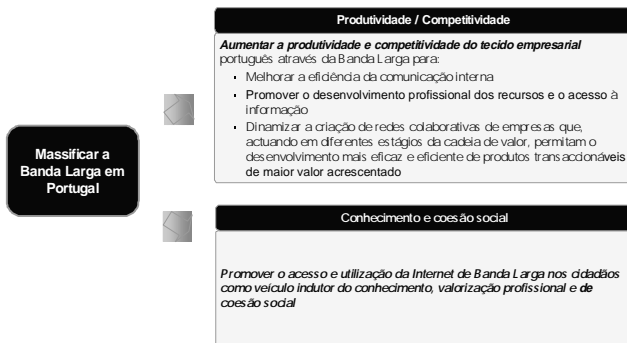 Produtividade / Competitividade
Aumentar a produtividade e competitividade do tecido empresarial
português através da Banda Larga para:
Melhorar a eficiência da comunicação interna
Promover o desenvolvimento profissional dos recursos e o acesso à
informação
Dinamizar a criação de redes colaborativas de empresas que,
actuando em diferentes estágios da cadeia de valor, permitam o
desenvolvimento mais eficaz e eficiente de produtos transaccionáveis
de maior valor acrescentado
Massificar a
Banda Larga em
Portugal
Conhecimento e coesão social
Promover o acesso e utilização da Internet de Banda Larga nos cidadãos
como veículo indutor do conhecimento, valorização profissional e de
coesão social